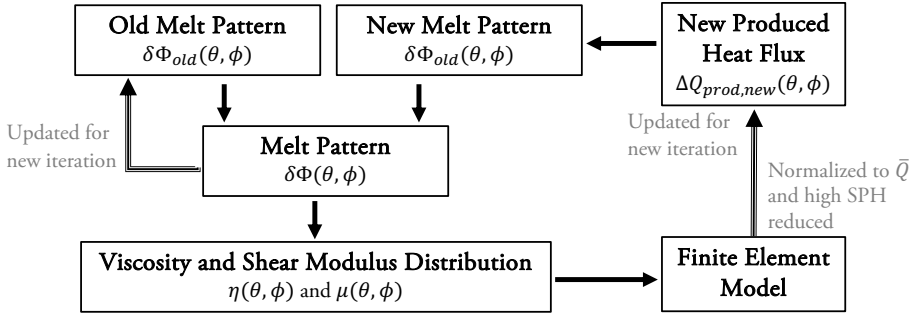 Old Melt Pattern
δΦ_old(θ, ϕ)
New Melt Pattern
δΦ_old(θ, ϕ)
New Produced
Heat Flux
ΔQ_prod,new(θ, ϕ)
Updated for
new iteration
Melt Pattern
δΦ(θ, ϕ)
Updated for
new iteration
Normalized to Q̄
and high SPH
reduced
Viscosity and Shear Modulus Distribution
η(θ, ϕ) and μ(θ, ϕ)
Finite Element
Model